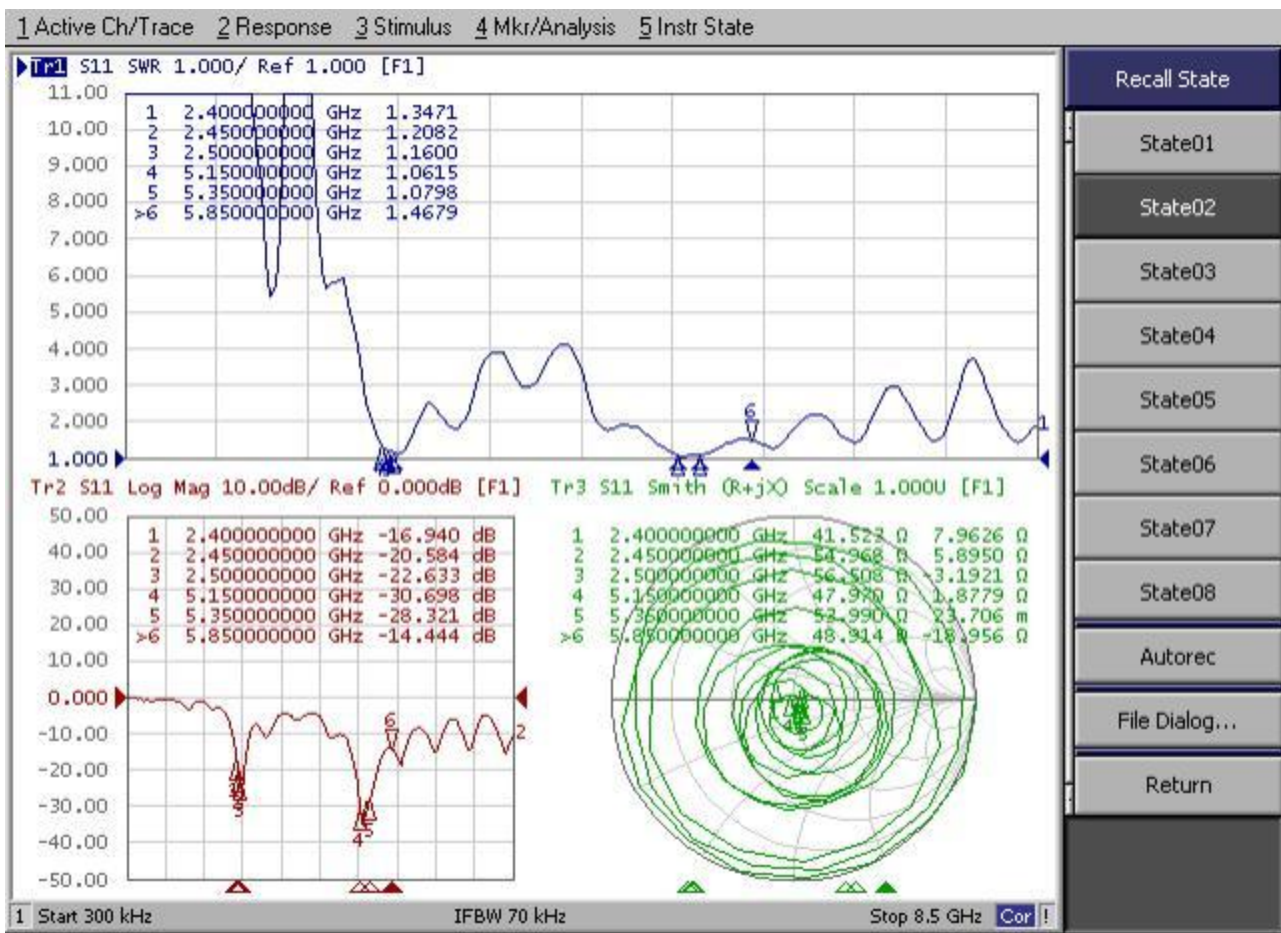 1 Active Ch/Trace 2 Response 3 Stimulus 4 Mkr/Analysis 5 Instr State
Tr1 S11 SWR 1.000/ Ref 1.000 [F1]
11.00
10.00
9.000
8.000
7.000
6.000
5.000
4.000
3.000
2.000
1.000
1 2.400000000 GHz 1.3471
2 2.450000000 GHz 1.2082
3 2.500000000 GHz 1.1600
4 5.150000000 GHz 1.0615
5 5.350000000 GHz 1.0798
>6 5.850000000 GHz 1.4679
6
1
Tr2 S11 Log Mag 10.00dB/ Ref 0.000dB [F1]
50.00
40.00
30.00
20.00
10.00
0.000
-10.00
-20.00
-30.00
-40.00
-50.00
1 2.400000000 GHz -16.940 dB
2 2.450000000 GHz -20.584 dB
3 2.500000000 GHz -22.633 dB
4 5.150000000 GHz -30.698 dB
5 5.350000000 GHz -28.321 dB
>6 5.850000000 GHz -14.444 dB
6
2
3
5
4
Tr3 S11 Smith (R+jX) Scale 1.000U [F1]
1 2.400000000 GHz 41.523 Ω 7.9626 Ω
2 2.450000000 GHz 54.968 Ω 5.8950 Ω
3 2.500000000 GHz 56.508 Ω -3.1921 Ω
4 5.150000000 GHz 47.970 Ω 1.8779 Ω
5 5.350000000 GHz 52.990 Ω 23.706 m
>6 5.850000000 GHz 48.914 Ω -18.956 Ω
1 Start 300 kHz IFBW 70 kHz Stop 8.5 GHz Cor !
Recall State
State01
State02
State03
State04
State05
State06
State07
State08
Autorec
File Dialog...
Return